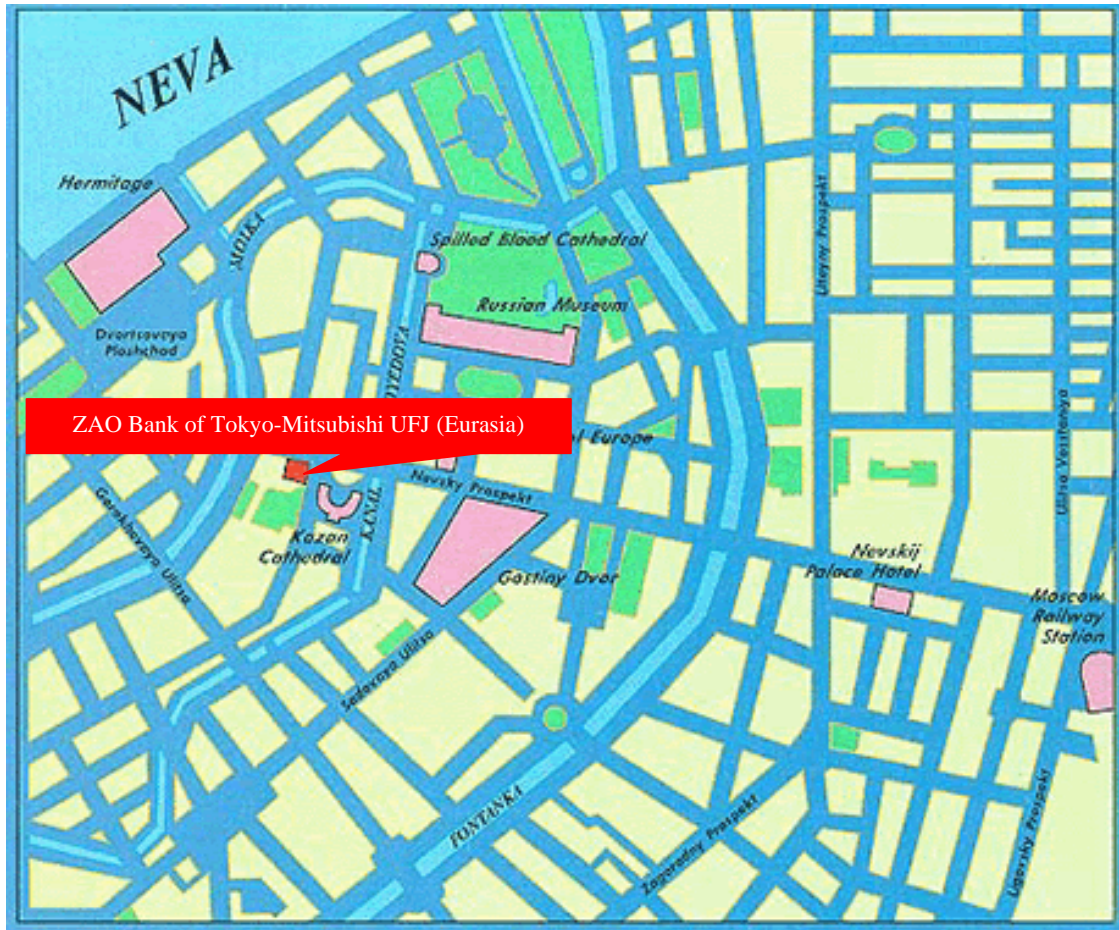 NEVA
Hermitage
MOIKA
Spilled Blood Cathedral
Liteyny Prospekt
Russian Museum
Dvortsovaya
Ploshchad
ZAO Bank of Tokyo-Mitsubishi UFJ (Eurasia)
Europe
Ulitsa Vosstaniya
Nevsky Prospekt
Gorokhovaya Ulitsa
Kazan
Cathedral
Gostiny Dvor
Nevskij
Palace Hotel
Moscow
Railway
Station
Sadovaya Ulitsa
FONTANKA
Zagorodny Prospekt
Ligovsky Prospekt